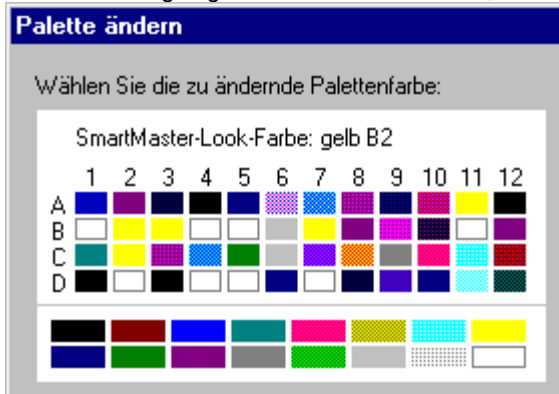 Palette ändern
Wählen Sie die zu ändernde Palettenfarbe:
SmartMaster-Look-Farbe: gelb B2
1 2 3 4 5 6 7 8 9 10 11 12
A
B
C
D